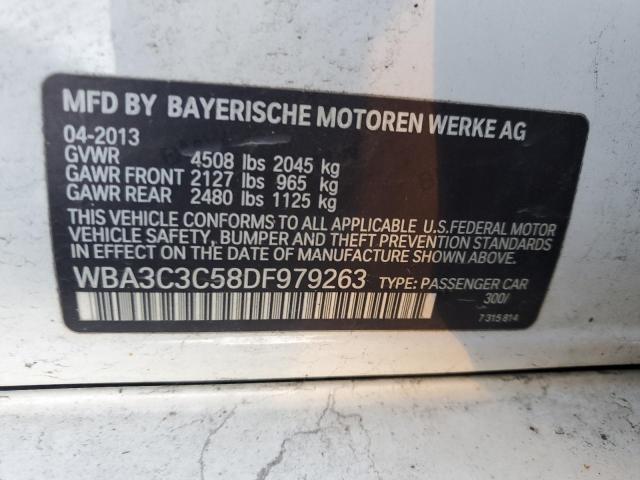 MFD BY BAYERISCHE MOTOREN WERKE AG
04-2013
GVWR 4508 lbs 2045 kg
GAWR FRONT 2127 lbs 965 kg
GAWR REAR 2480 lbs 1125 kg
THIS VEHICLE CONFORMS TO ALL APPLICABLE U.S.FEDERAL MOTOR
VEHICLE SAFETY, BUMPER AND THEFT PREVENTION STANDARDS
IN EFFECT ON THE DATE OF MANUFACTURE SHOWN ABOVE.
WBA3C3C58DF979263 TYPE: PASSENGER CAR
300/
7 315 814